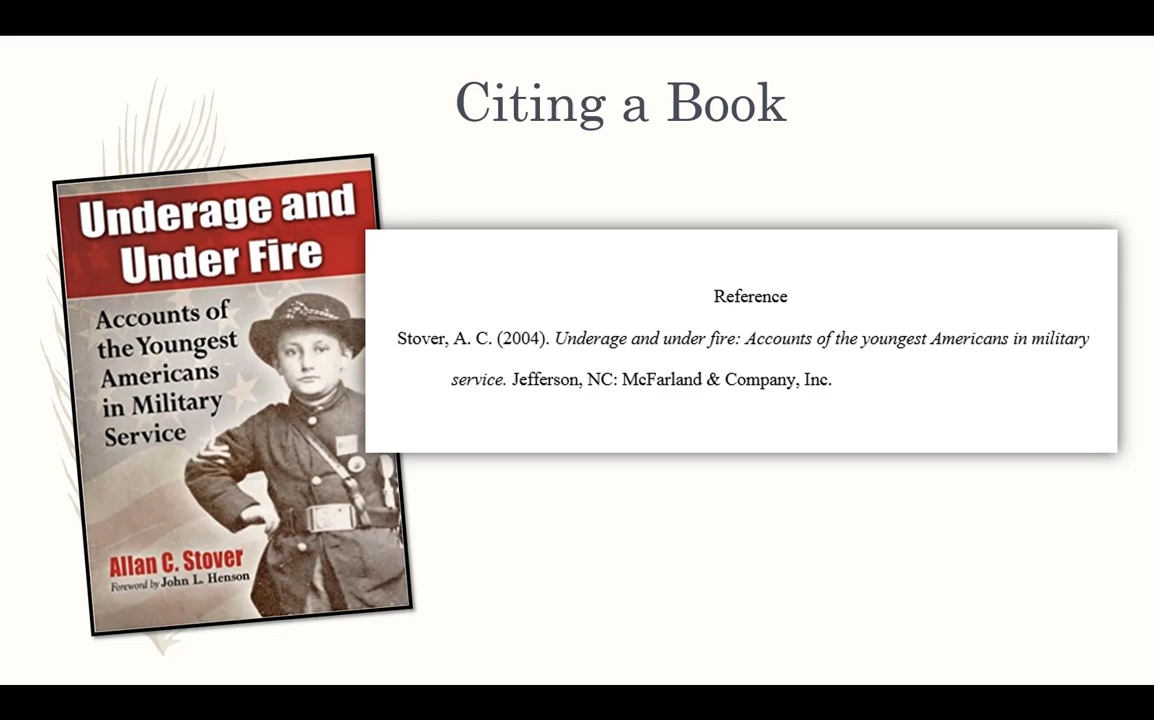 Citing a Book
Underage and
Under Fire
Accounts of
the Youngest
Americans
in Military
Service
Allan C. Stover
Foreword by John L. Henson
Reference
Stover, A. C. (2004). Underage and under fire: Accounts of the youngest Americans in military
service. Jefferson, NC: McFarland & Company, Inc.